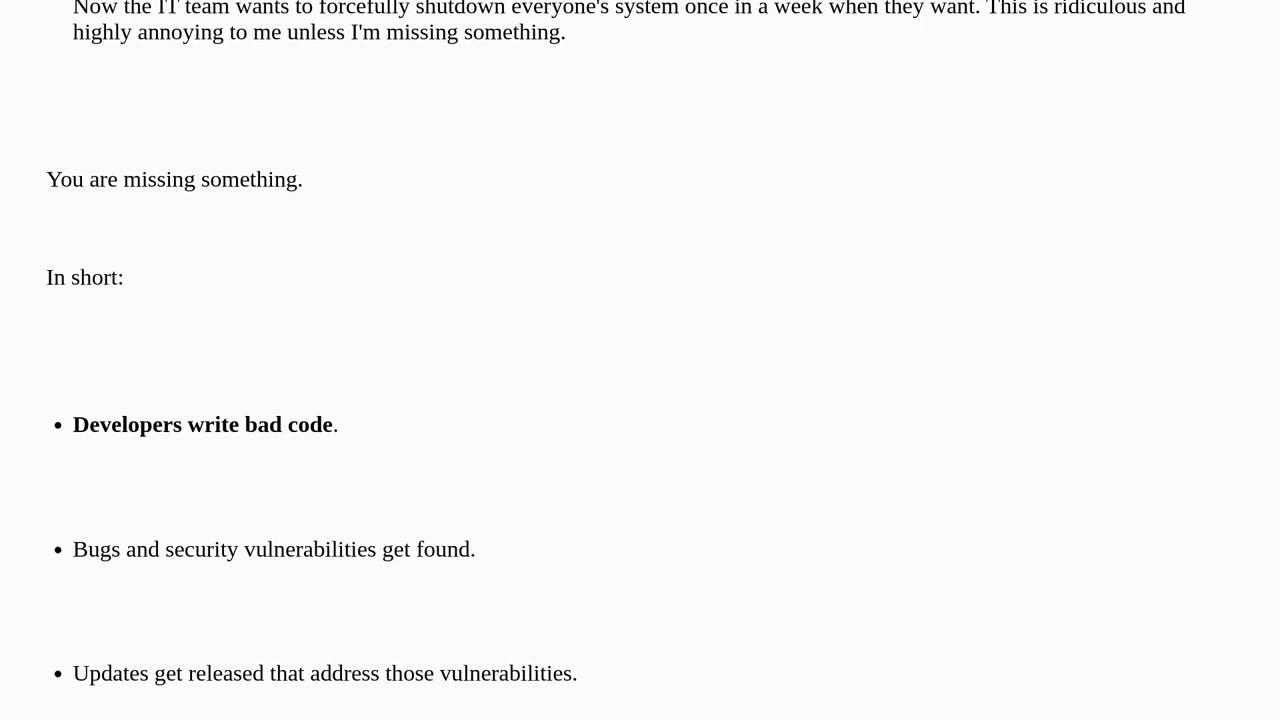 Now the IT team wants to forcefully shutdown everyone's system once in a week when they want. This is ridiculous and
highly annoying to me unless I'm missing something.
You are missing something.
In short:
• Developers write bad code.
• Bugs and security vulnerabilities get found.
• Updates get released that address those vulnerabilities.